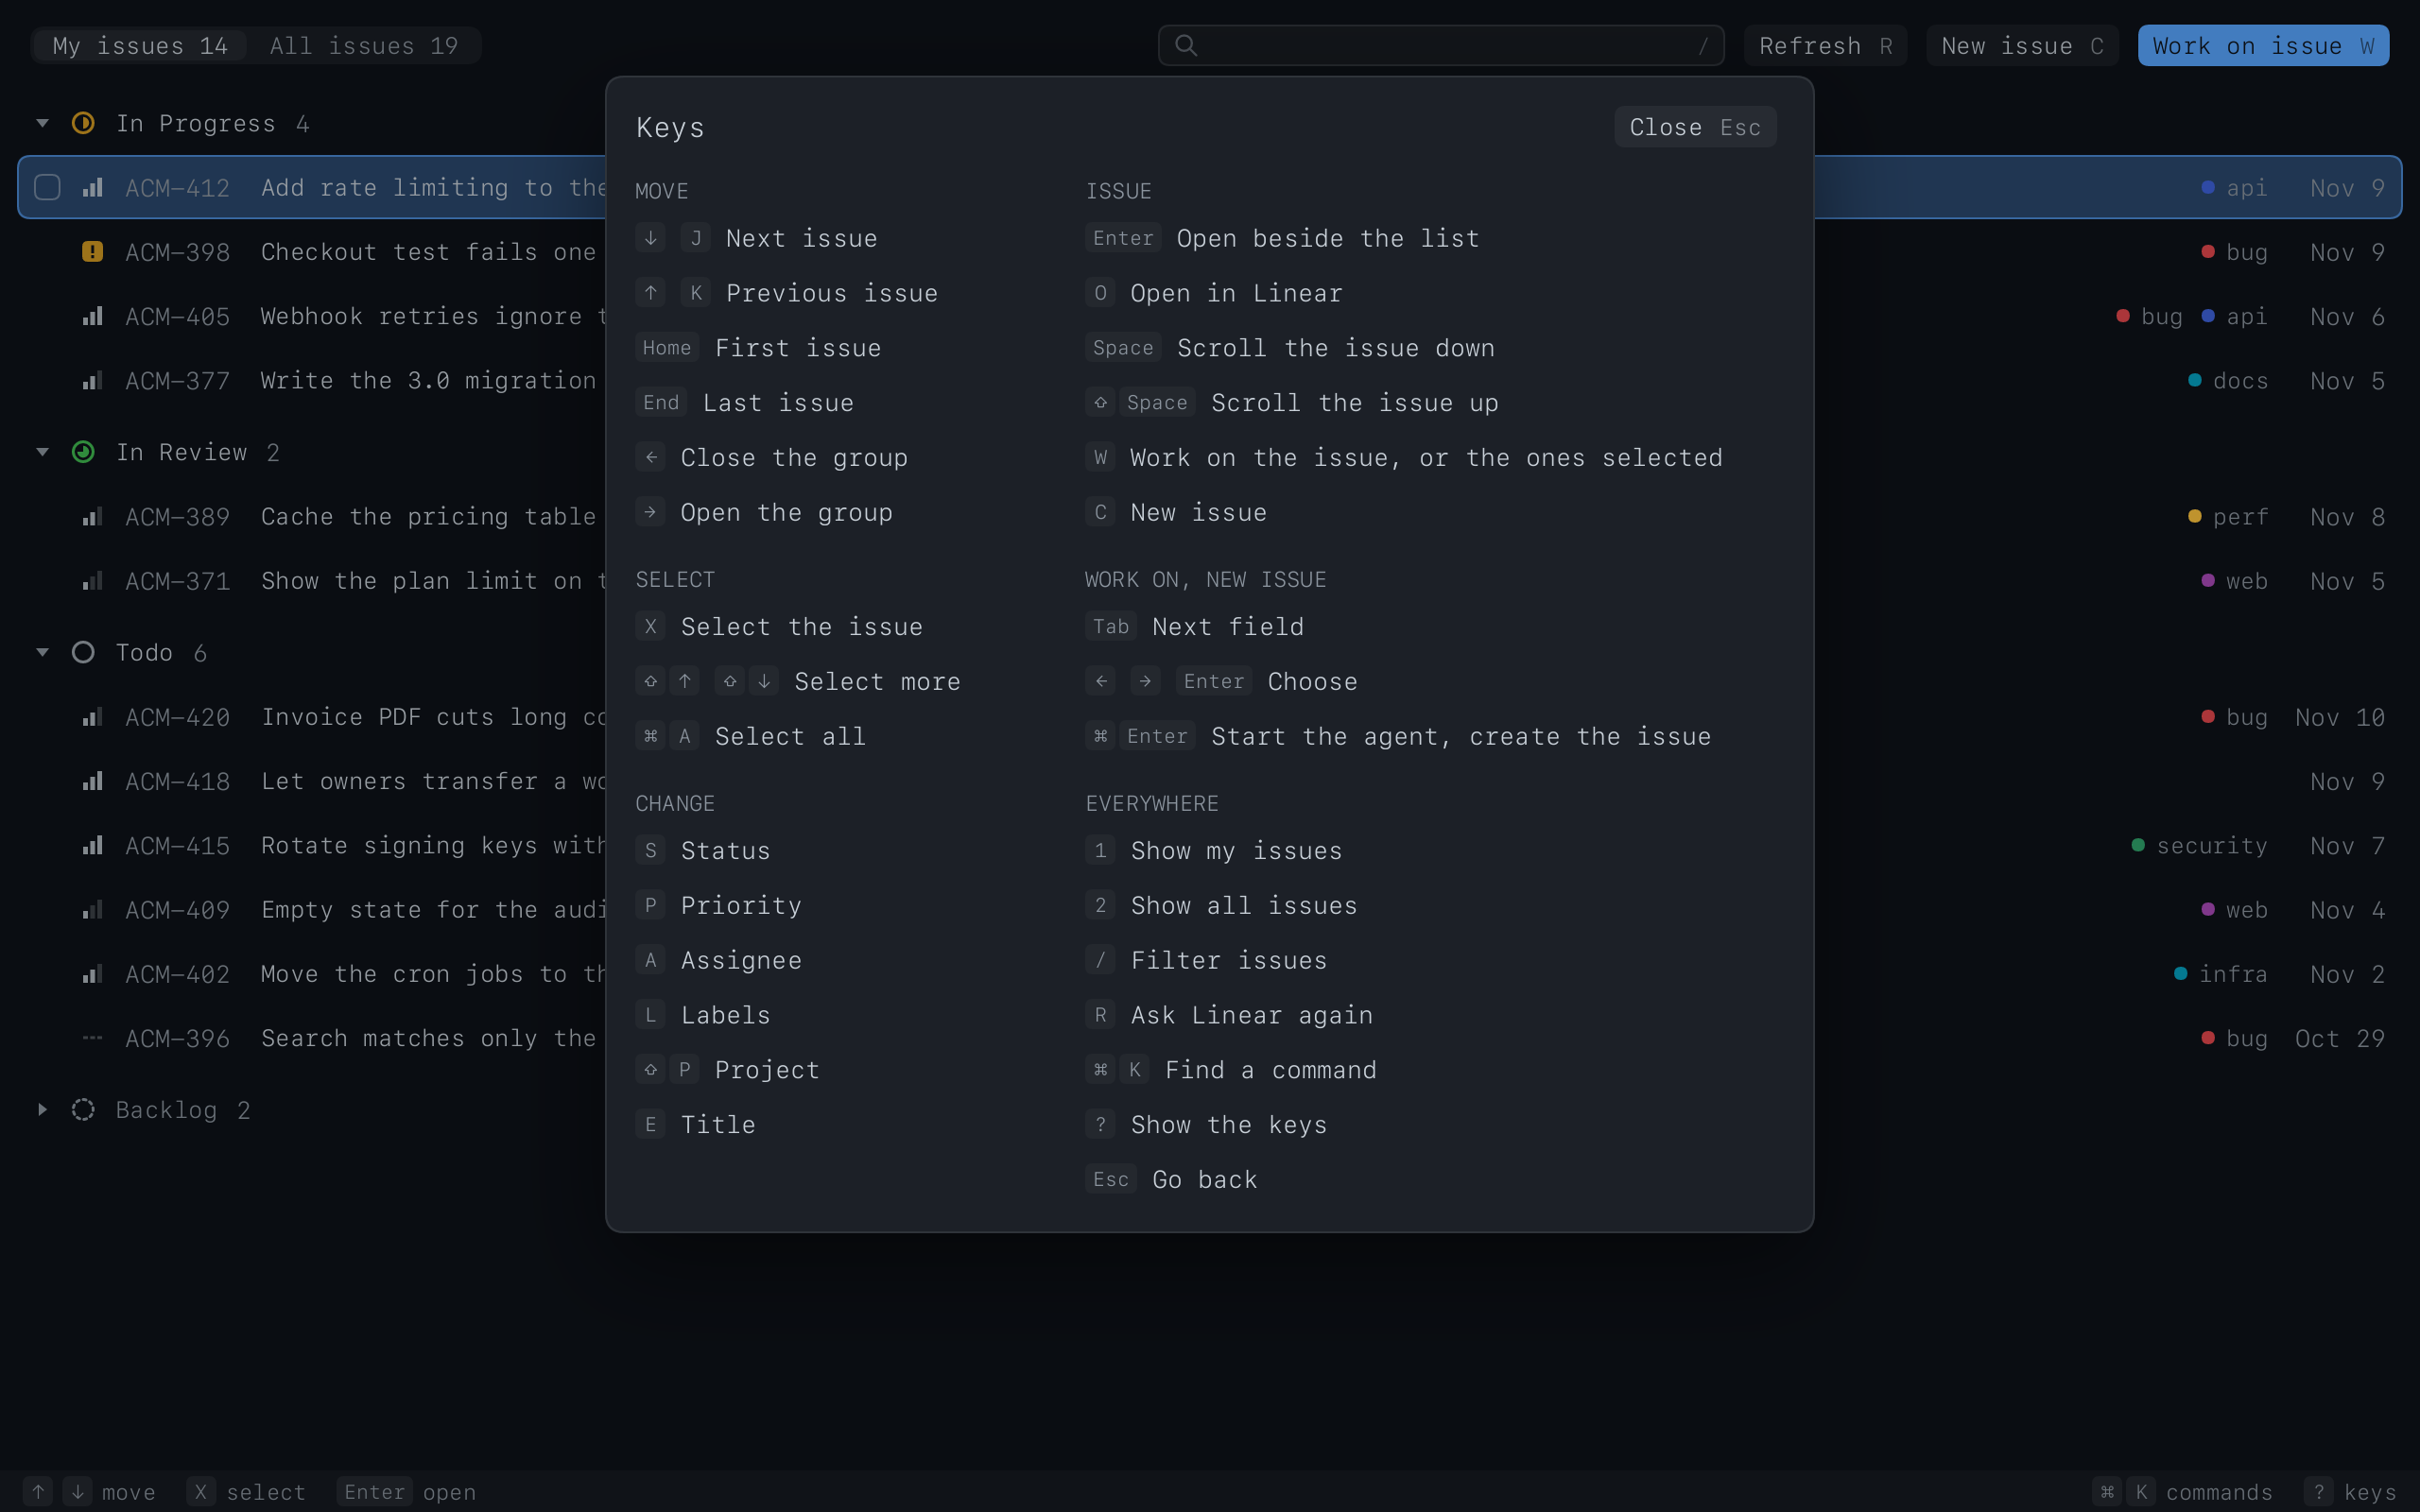 My issues 14 All issues 19 / Refresh R New issue C Work on issue W
In Progress 4
ACM-412 Add rate limiting to the api Nov 9
ACM-398 Checkout test fails one bug Nov 9
ACM-405 Webhook retries ignore bug api Nov 6
ACM-377 Write the 3.0 migration docs Nov 5
In Review 2
ACM-389 Cache the pricing table perf Nov 8
ACM-371 Show the plan limit on web Nov 5
Todo 6
ACM-420 Invoice PDF cuts long bug Nov 10
ACM-418 Let owners transfer a Nov 9
ACM-415 Rotate signing keys with security Nov 7
ACM-409 Empty state for the web Nov 4
ACM-402 Move the cron jobs to infra Nov 2
ACM-396 Search matches only the bug Oct 29
Backlog 2
Keys
Close Esc
MOVE
↓ J Next issue
↑ K Previous issue
Home First issue
End Last issue
← Close the group
→ Open the group
SELECT
X Select the issue
⇧ ↑ ⇧ ↓ Select more
⌘ A Select all
CHANGE
S Status
P Priority
A Assignee
L Labels
⇧ P Project
E Title
ISSUE
Enter Open beside the list
O Open in Linear
Space Scroll the issue down
⇧ Space Scroll the issue up
W Work on the issue, or the ones selected
C New issue
WORK ON, NEW ISSUE
Tab Next field
← → Enter Choose
⌘ Enter Start the agent, create the issue
EVERYWHERE
1 Show my issues
2 Show all issues
/ Filter issues
R Ask Linear again
⌘ K Find a command
? Show the keys
Esc Go back
↑ ↓ move X select Enter open ⌘ K commands ? keys